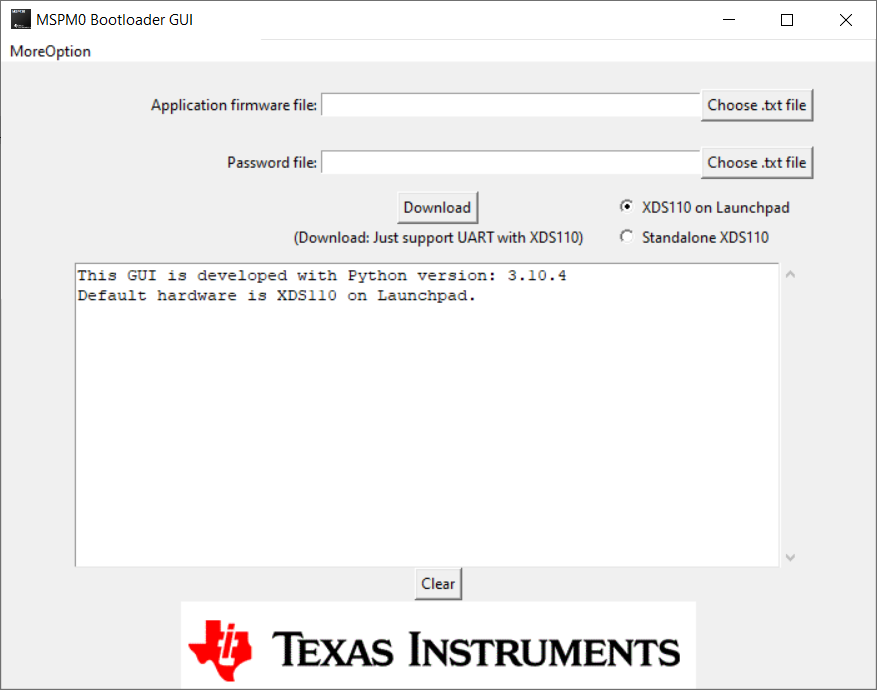 MSPM0 Bootloader GUI
MoreOption
Application firmware file: Choose .txt file
Password file: Choose .txt file
Download XDS110 on Launchpad
(Download: Just support UART with XDS110) Standalone XDS110
This GUI is developed with Python version: 3.10.4
Default hardware is XDS110 on Launchpad.
Clear
TEXAS INSTRUMENTS